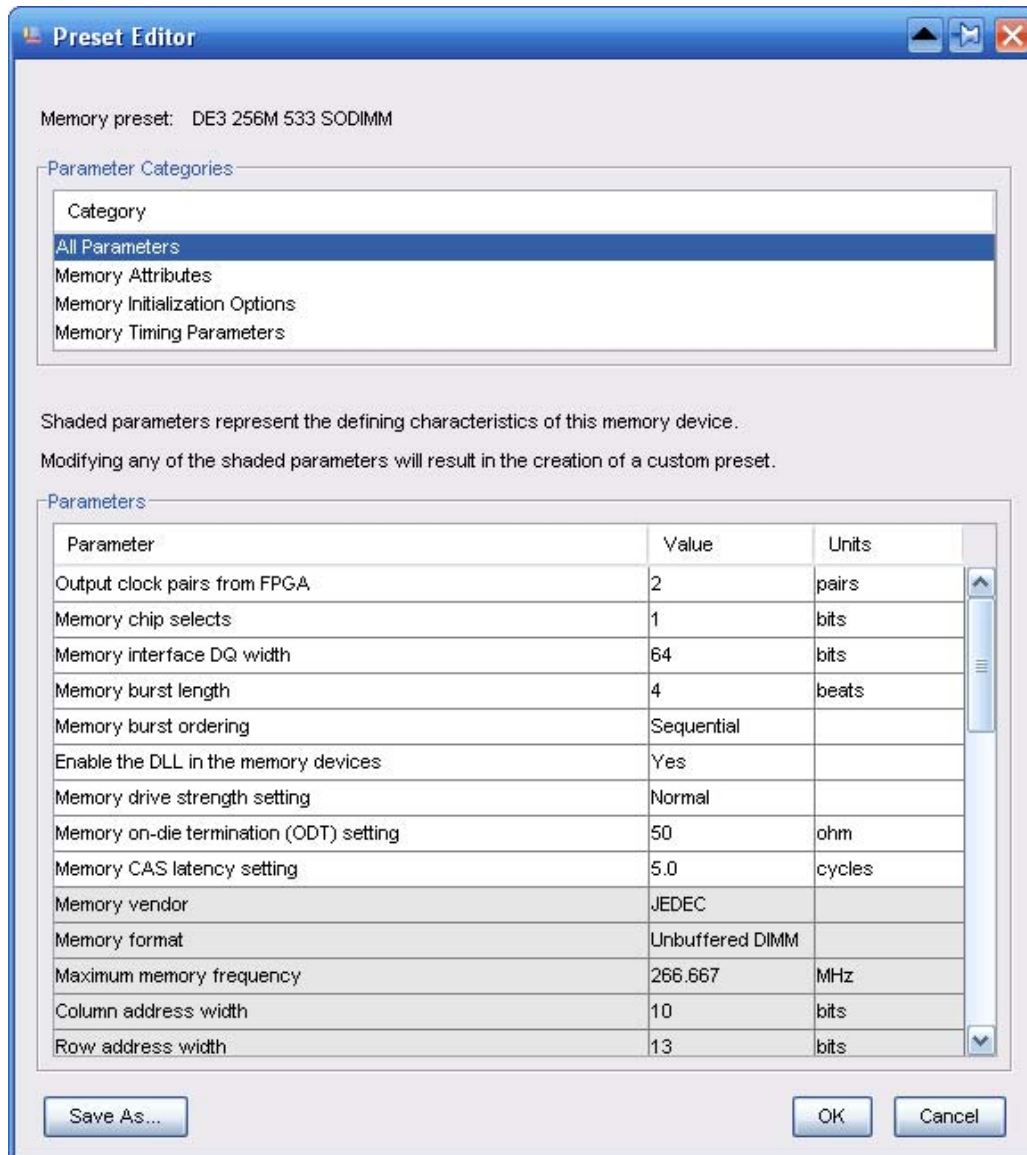 Preset Editor
Memory preset: DE3 256M 533 SODIMM
Parameter Categories
Category
All Parameters
Memory Attributes
Memory Initialization Options
Memory Timing Parameters
Shaded parameters represent the defining characteristics of this memory device.
Modifying any of the shaded parameters will result in the creation of a custom preset.
Parameters
Parameter Value Units
Output clock pairs from FPGA 2 pairs
Memory chip selects 1 bits
Memory interface DQ width 64 bits
Memory burst length 4 beats
Memory burst ordering Sequential
Enable the DLL in the memory devices Yes
Memory drive strength setting Normal
Memory on-die termination (ODT) setting 50 ohm
Memory CAS latency setting 5.0 cycles
Memory vendor JEDEC
Memory format Unbuffered DIMM
Maximum memory frequency 266.667 MHz
Column address width 10 bits
Row address width 13 bits
Save As... OK Cancel